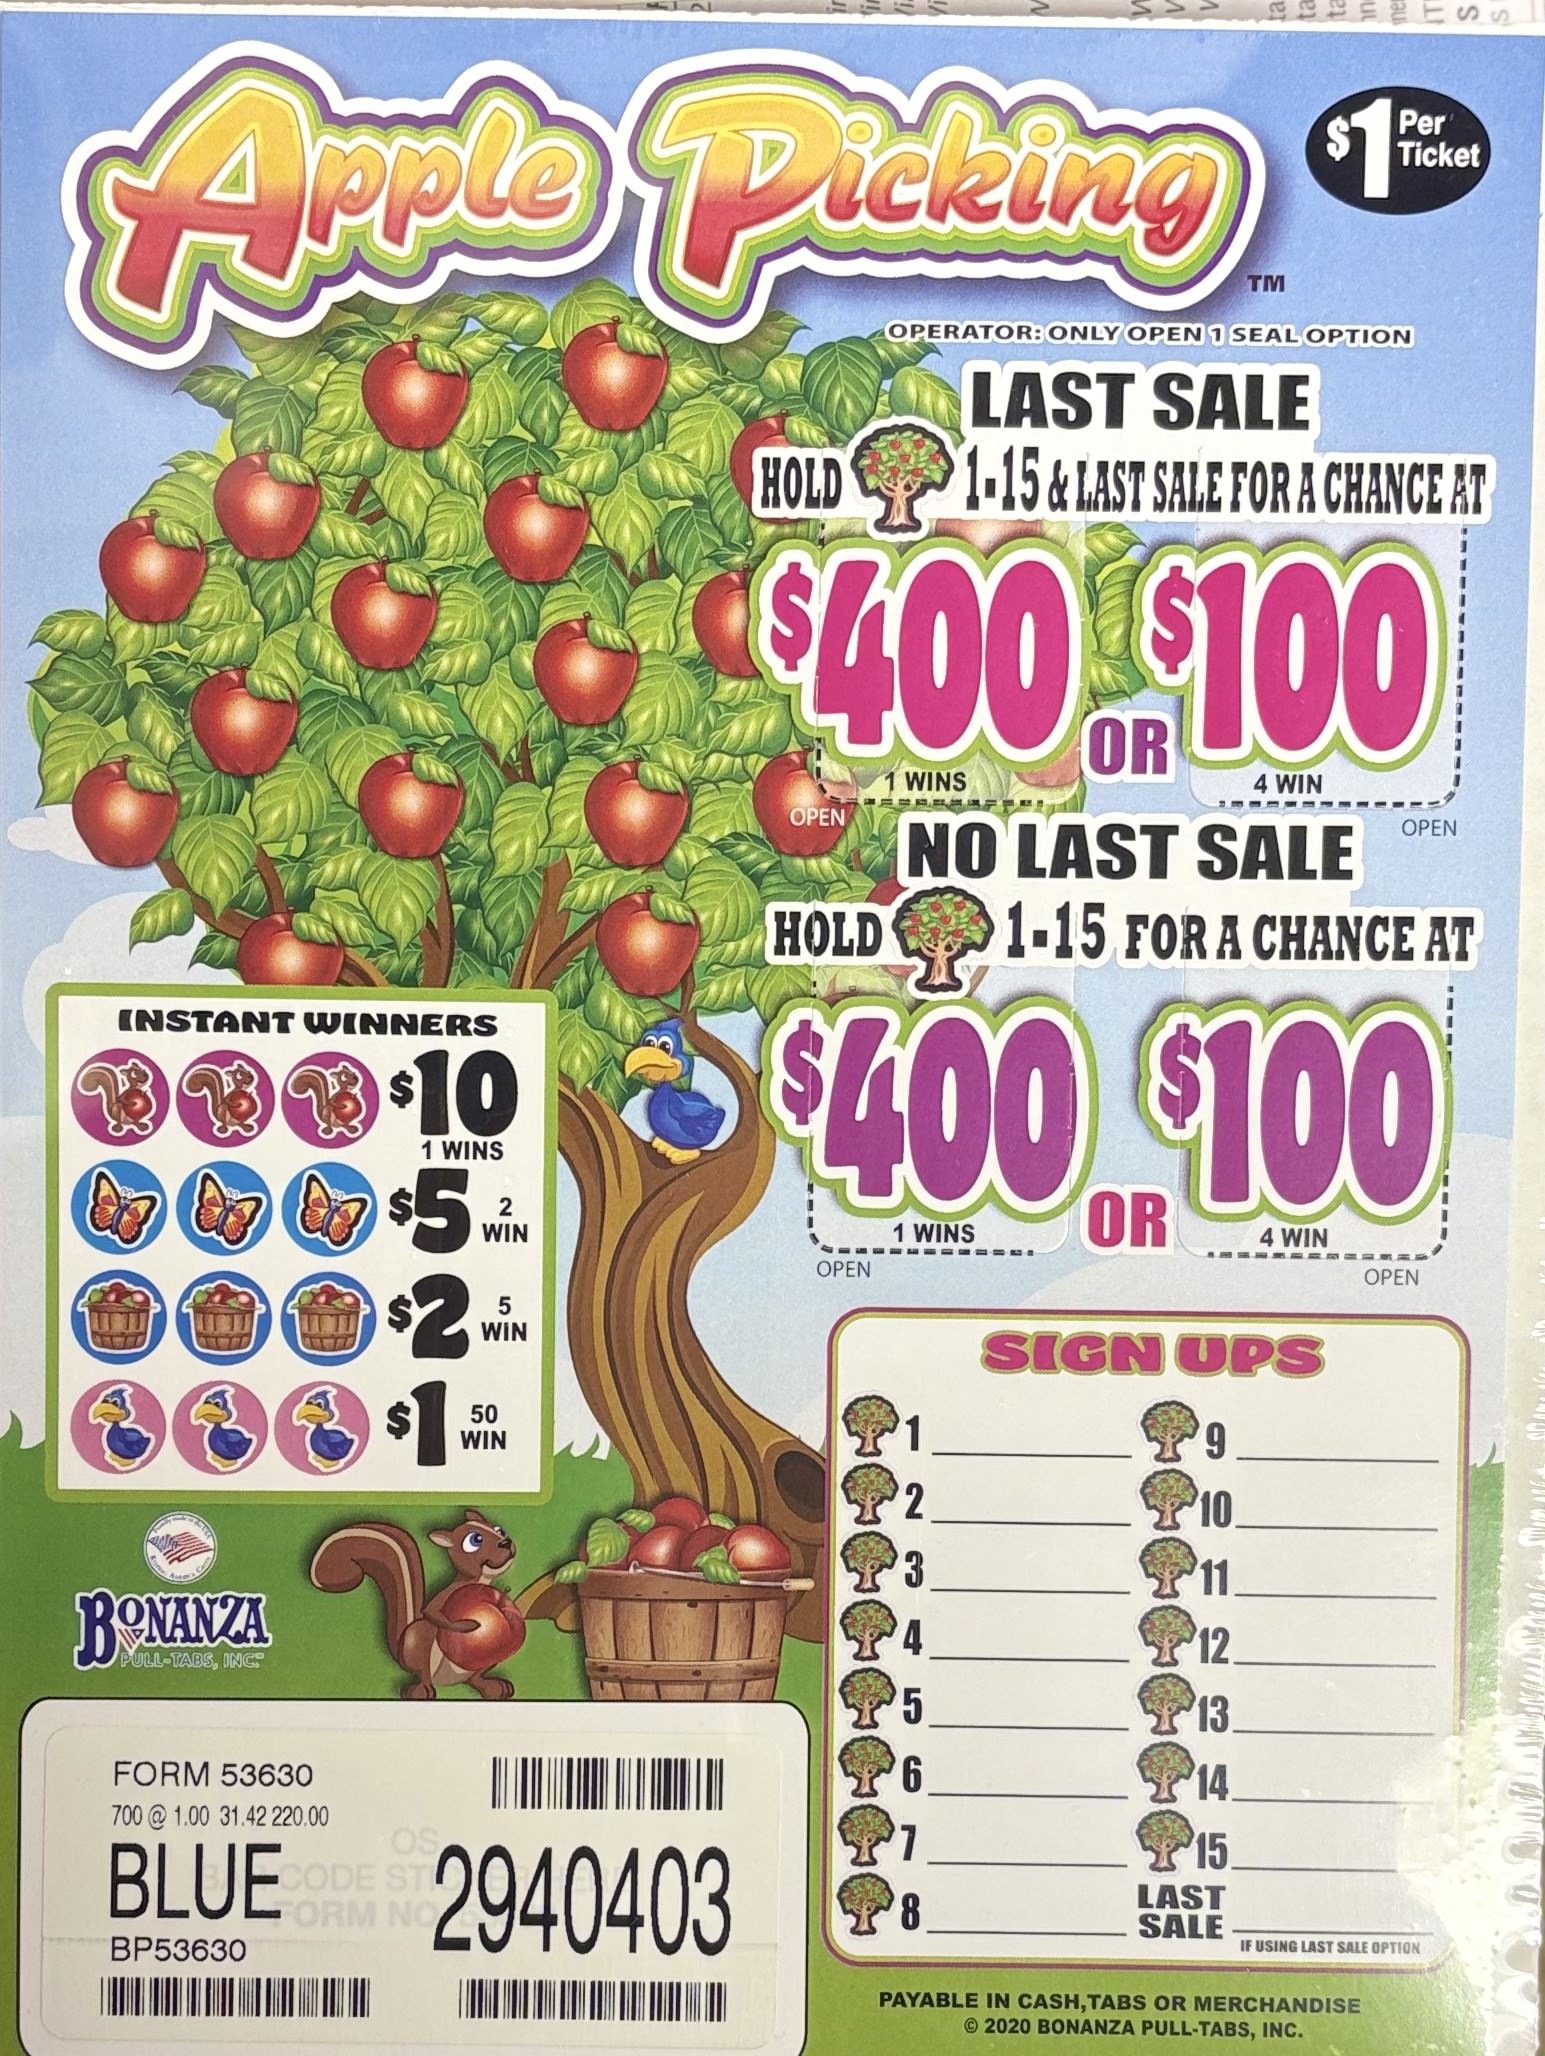 Apple Picking
TM
$1 Per Ticket
OPERATOR: ONLY OPEN 1 SEAL OPTION
LAST SALE
HOLD 1-15 & LAST SALE FOR A CHANCE AT
$400 OR $100
1 WINS 4 WIN
OPEN OPEN
NO LAST SALE
HOLD 1-15 FOR A CHANCE AT
$400 OR $100
1 WINS 4 WIN
OPEN OPEN
INSTANT WINNERS
$10
1 WINS
$5 2 WIN
$2 5 WIN
$1 50 WIN
BONANZA
PULL-TABS, INC.
SIGN UPS
1
2
3
4
5
6
7
8
9
10
11
12
13
14
15
LAST SALE
IF USING LAST SALE OPTION
FORM 53630
700 @ 1.00 31.42 220.00
BLUE 2940403
BP53630
PAYABLE IN CASH,TABS OR MERCHANDISE
© 2020 BONANZA PULL-TABS, INC.